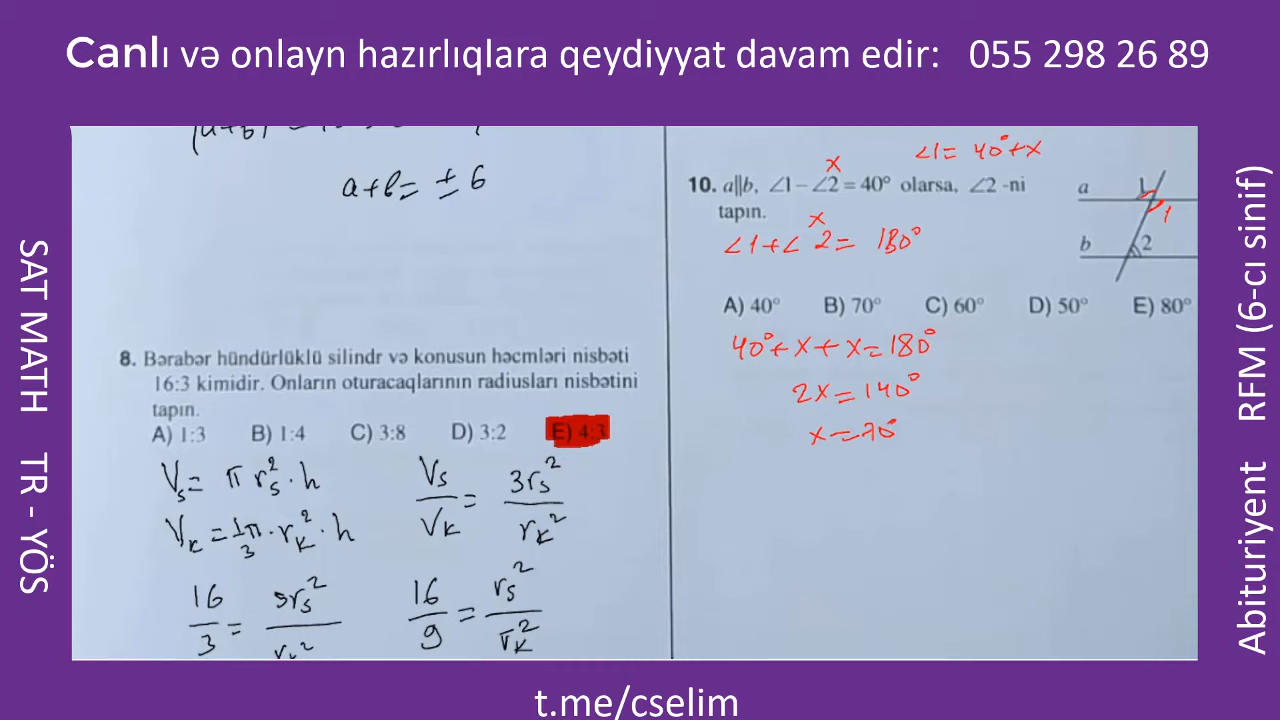 Canlı və onlayn hazırlıqlara qeydiyyat davam edir: 055 298 26 89
SAT MATH TR - YÖS
a+b= ± 6
8. Bərabər hündürlüklü silindr və konusun həcmləri nisbəti
16:3 kimidir. Onların oturacaqlarının radiusları nisbətini
tapın.
A) 1:3 B) 1:4 C) 3:8 D) 3:2 E) 4:3
Vs= π rs²·h
Vk = 1/3 π·rk²·h
Vs/Vk = 3rs²/rk²
16/3 = 3rs²/rk²
16/9 = rs²/rk²
∠1= 40°+x
x
10. a||b, ∠1−∠2=40° olarsa, ∠2 -ni
tapın.
x
∠1+∠2= 180°
a
1
1
b
2
A) 40° B) 70° C) 60° D) 50° E) 80°
40°+x+x=180°
2x=140°
x=70°
Abituriyent RFM (6-cı sinif)
t.me/cselim